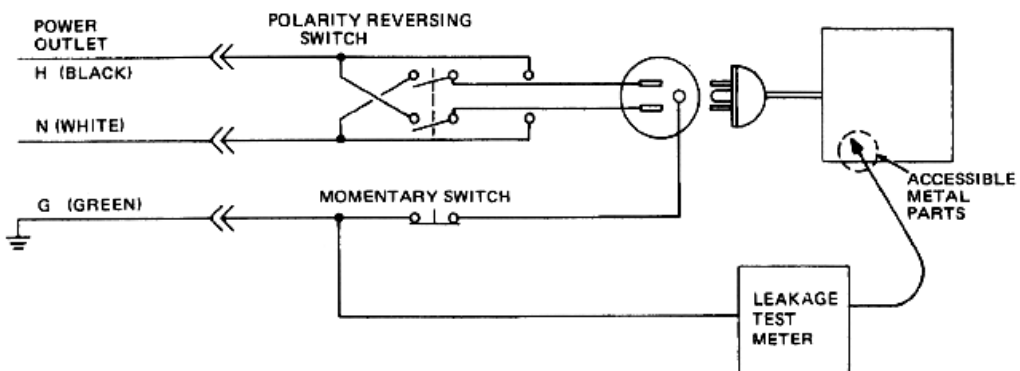 POWER
OUTLET
H (BLACK)
POLARITY REVERSING
SWITCH
N (WHITE)
G (GREEN)
MOMENTARY SWITCH
ACCESSIBLE
METAL
PARTS
LEAKAGE
TEST
METER